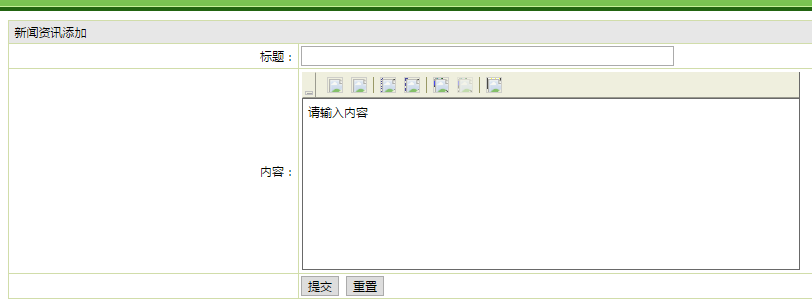 新闻资讯添加
标题：
请输入内容
内容：
提交 重置